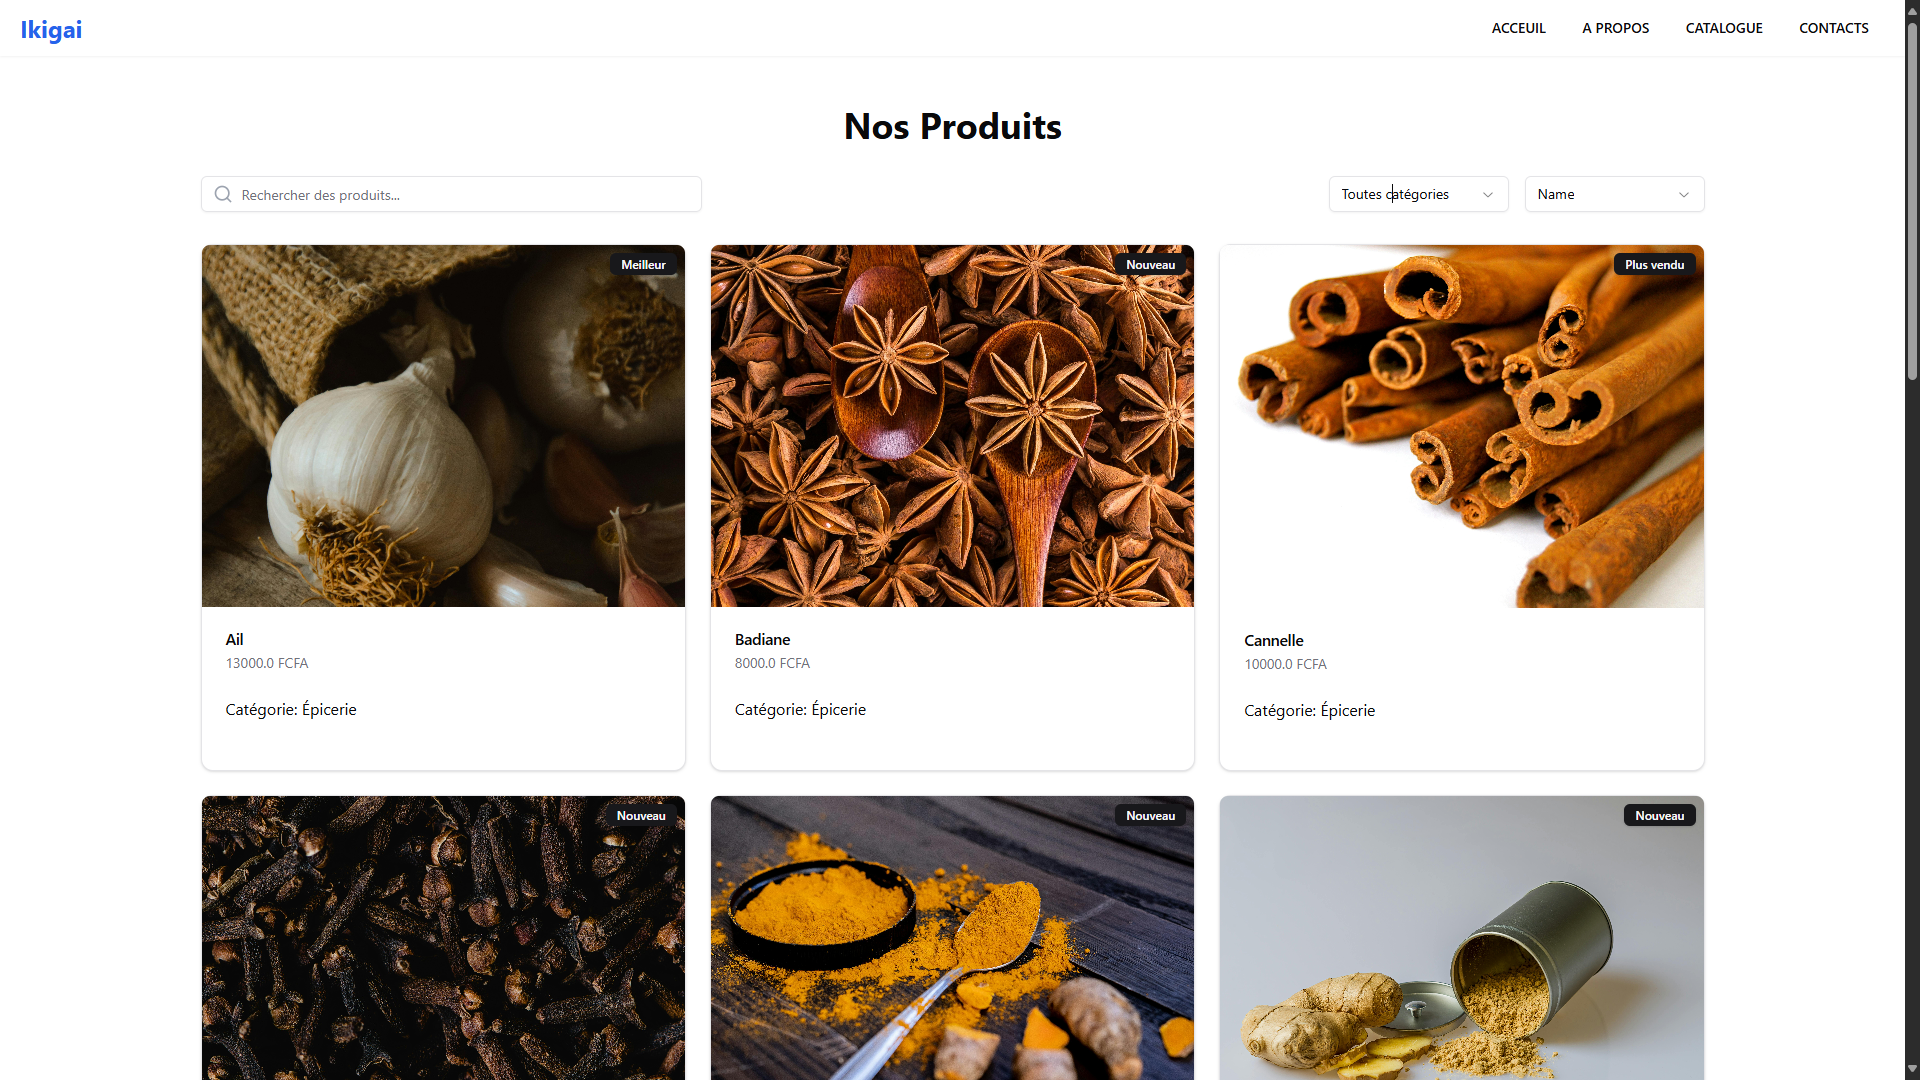 Ikigai
ACCEUIL
A PROPOS
CATALOGUE
CONTACTS
Nos Produits
Rechercher des produits...
Toutes catégories
Name
Meilleur
Nouveau
Plus vendu
Ail
13000.0 FCFA
Catégorie: Épicerie
Badiane
8000.0 FCFA
Catégorie: Épicerie
Cannelle
10000.0 FCFA
Catégorie: Épicerie
Nouveau
Nouveau
Nouveau